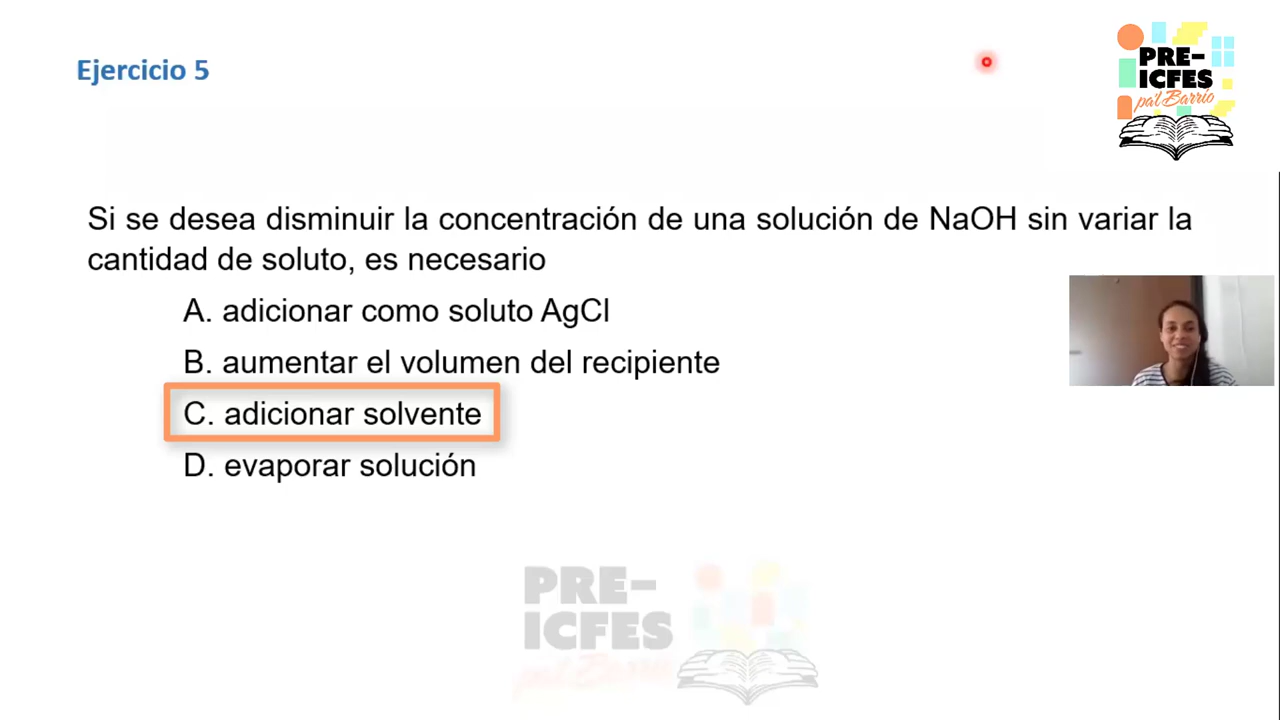 Ejercicio 5
PRE-
ICFES
pa'l Barrio
Si se desea disminuir la concentración de una solución de NaOH sin variar la
cantidad de soluto, es necesario
A. adicionar como soluto AgCl
B. aumentar el volumen del recipiente
C. adicionar solvente
D. evaporar solución
PRE-
ICFES
pa'l Barrio